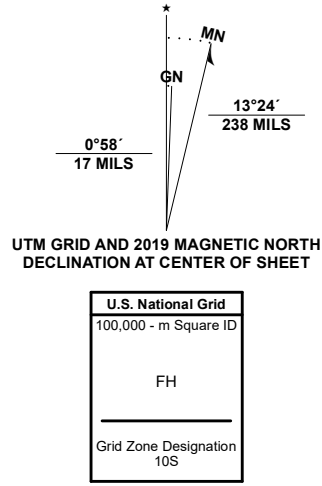 MN
GN
13°24´
238 MILS
0°58´
17 MILS
UTM GRID AND 2019 MAGNETIC NORTH
DECLINATION AT CENTER OF SHEET
U.S. National Grid
100,000 - m Square ID
FH
Grid Zone Designation
10S